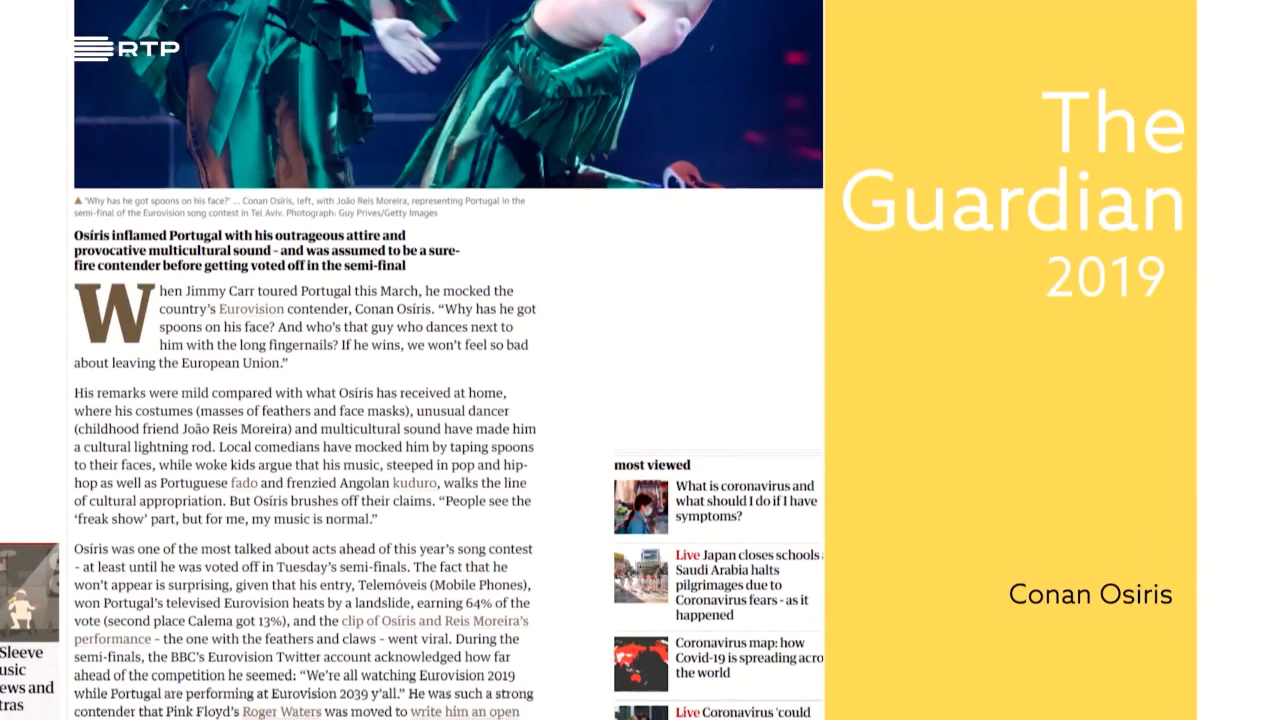 RTP
The
Guardian
2019
Conan Osiris
'Why has he got spoons on his face?' ... Conan Osíris, left, with João Reis Moreira, representing Portugal in the
semi-final of the Eurovision song contest in Tel Aviv. Photograph: Guy Prives/Getty Images
Osíris inflamed Portugal with his outrageous attire and
provocative multicultural sound – and was assumed to be a sure-
fire contender before getting voted off in the semi-final
When Jimmy Carr toured Portugal this March, he mocked the
country's Eurovision contender, Conan Osíris. “Why has he got
spoons on his face? And who's that guy who dances next to
him with the long fingernails? If he wins, we won't feel so bad
about leaving the European Union.”
His remarks were mild compared with what Osíris has received at home,
where his costumes (masses of feathers and face masks), unusual dancer
(childhood friend João Reis Moreira) and multicultural sound have made him
a cultural lightning rod. Local comedians have mocked him by taping spoons
to their faces, while woke kids argue that his music, steeped in pop and hip-
hop as well as Portuguese fado and frenzied Angolan kuduro, walks the line
of cultural appropriation. But Osíris brushes off their claims. “People see the
‘freak show’ part, but for me, my music is normal.”
Osíris was one of the most talked about acts ahead of this year's song contest
– at least until he was voted off in Tuesday's semi-finals. The fact that he
won't appear is surprising, given that his entry, Telemóveis (Mobile Phones),
won Portugal's televised Eurovision heats by a landslide, earning 64% of the
vote (second place Calema got 13%), and the clip of Osíris and Reis Moreira's
performance – the one with the feathers and claws – went viral. During the
semi-finals, the BBC's Eurovision Twitter account acknowledged how far
ahead of the competition he seemed: “We're all watching Eurovision 2019
while Portugal are performing at Eurovision 2039 y'all.” He was such a strong
contender that Pink Floyd's Roger Waters was moved to write him an open
most viewed
What is coronavirus and
what should I do if I have
symptoms?
Live Japan closes schools
Saudi Arabia halts
pilgrimages due to
Coronavirus fears - as it
happened
Coronavirus map: how
Covid-19 is spreading acro
the world
Live Coronavirus 'could
Sleeve
usic
ews and
tras